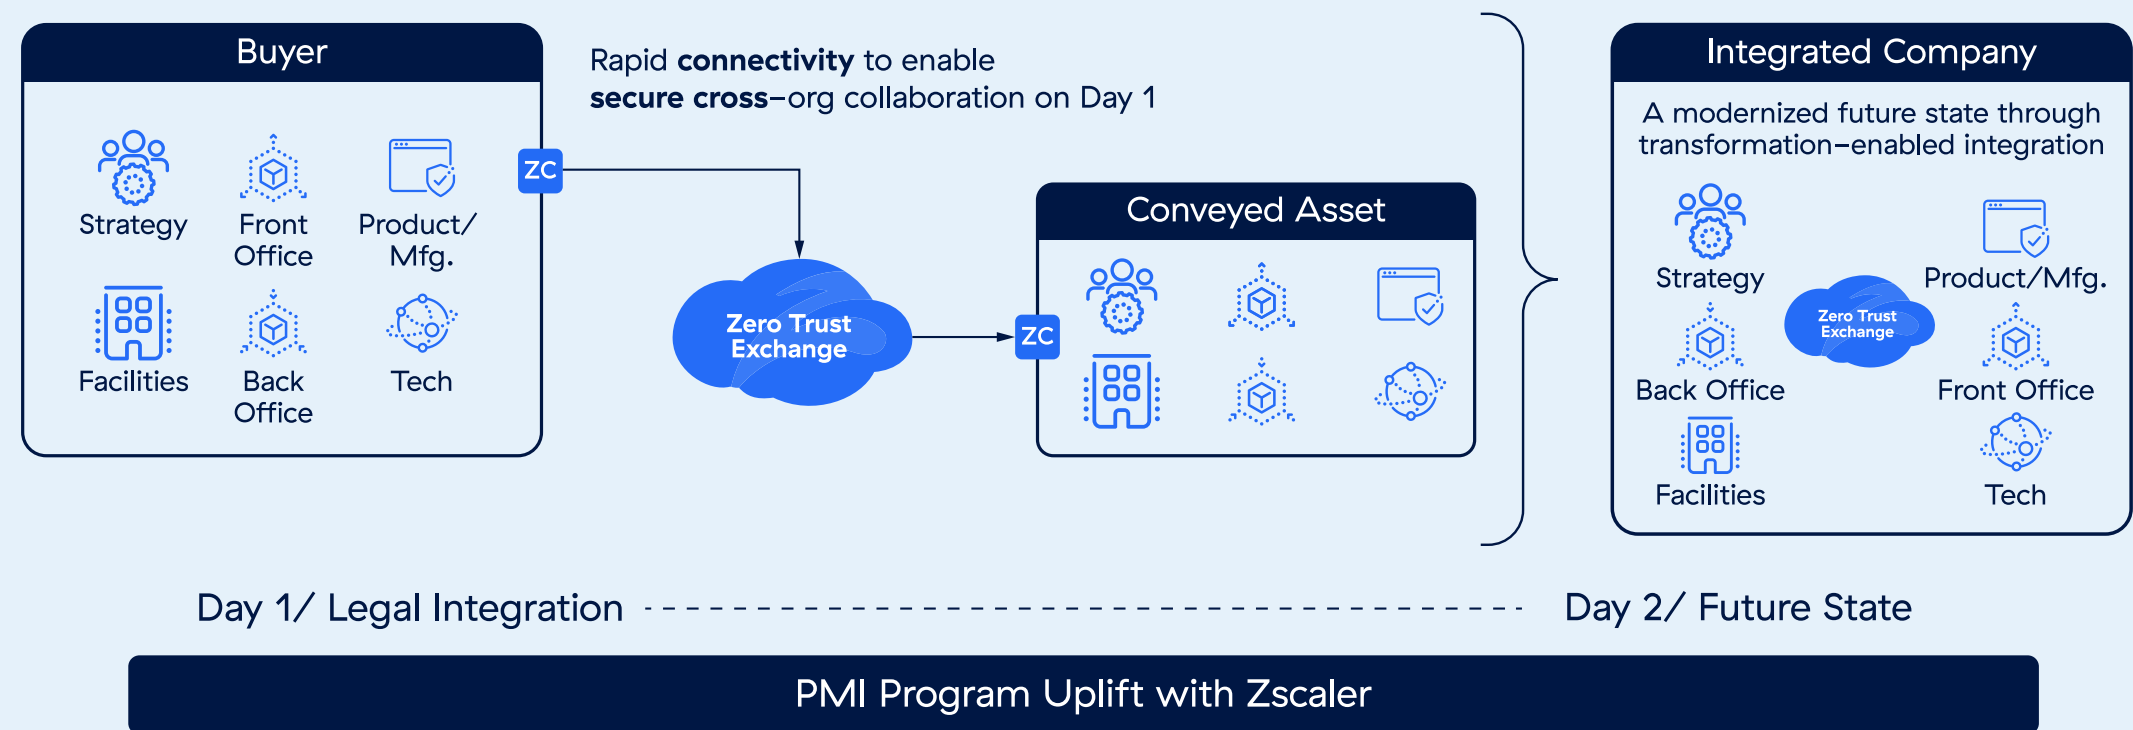 Buyer
Strategy
Front
Office
Product/
Mfg.
Facilities
Back
Office
Tech
ZC
Rapid connectivity to enable
secure cross–org collaboration on Day 1
Zero Trust
Exchange
ZC
Conveyed Asset
Integrated Company
A modernized future state through
transformation–enabled integration
Strategy
Product/Mfg.
Zero Trust
Exchange
Back Office
Front Office
Facilities
Tech
Day 1/ Legal Integration
Day 2/ Future State
PMI Program Uplift with Zscaler